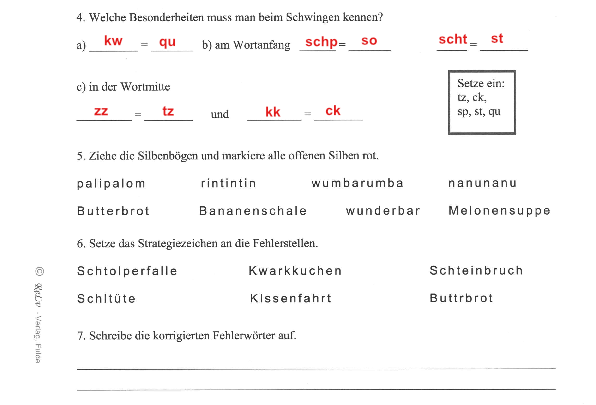 4. Welche Besonderheiten muss man beim Schwingen kennen?
a) kw = qu b) am Wortanfang schp = so scht = st
c) in der Wortmitte
zz = tz und kk = ck
Setze ein:
tz, ck,
sp, st, qu
5. Ziehe die Silbenbögen und markiere alle offenen Silben rot.
palipalom rintintin wumbarumba nanunanu
Butterbrot Bananenschale wunderbar Melonensuppe
6. Setze das Strategiezeichen an die Fehlerstellen.
Schtolperfalle Kwarkkuchen Schteinbruch
Schltüte Klssenfahrt Buttrbrot
7. Schreibe die korrigierten Fehlerwörter auf.
© -Verlag, Fulda